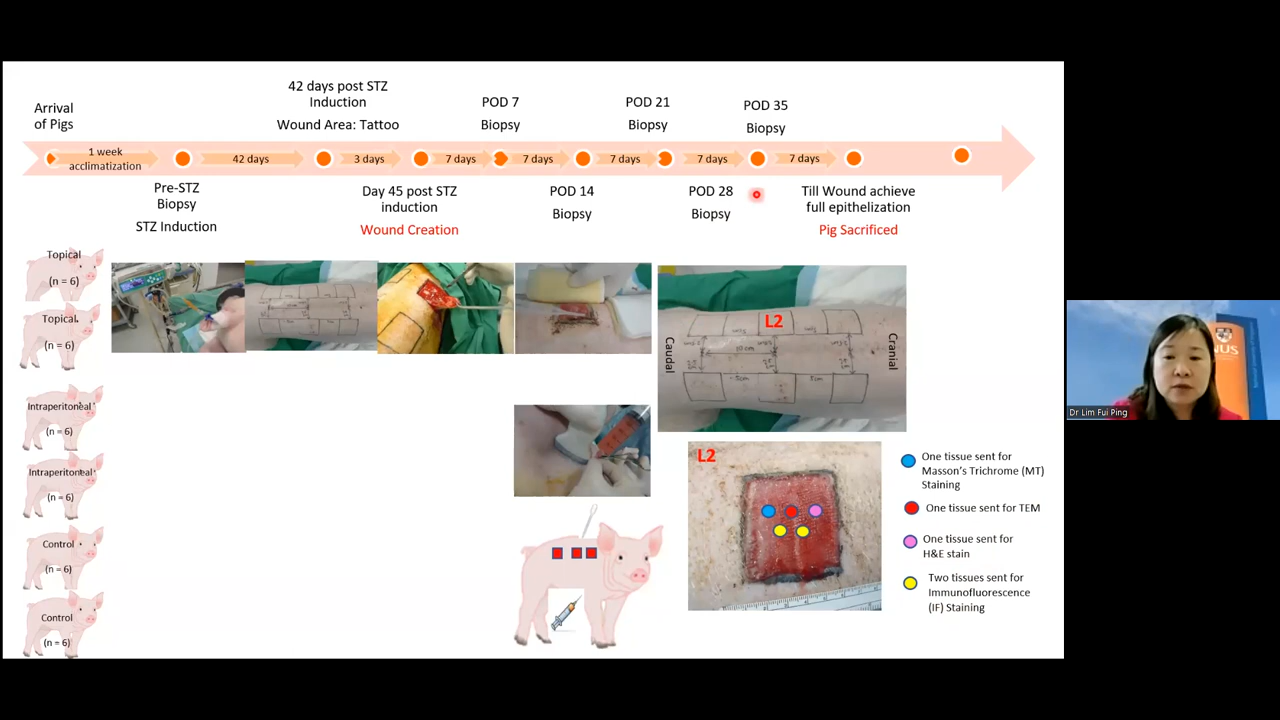 Arrival
of Pigs
1 week
acclimatization
Pre-STZ
Biopsy
STZ Induction
42 days
42 days post STZ
Induction
Wound Area: Tattoo
3 days
Day 45 post STZ
induction
Wound Creation
7 days
POD 7
Biopsy
7 days
POD 14
Biopsy
7 days
POD 21
Biopsy
7 days
POD 28
Biopsy
POD 35
Biopsy
7 days
Till Wound achieve
full epithelization
Pig Sacrificed
Topical
(n = 6)
Topical
(n = 6)
Intraperitoneal
(n = 6)
Intraperitoneal
(n = 6)
Control
(n = 6)
Control
(n = 6)
L2
Caudal
Cranial
10 cm
L2
One tissue sent for
Masson's Trichrome (MT)
Staining
One tissue sent for TEM
One tissue sent for
H&E stain
Two tissues sent for
Immunofluorescence
(IF) Staining
NUS
Dr Lim Fui Ping